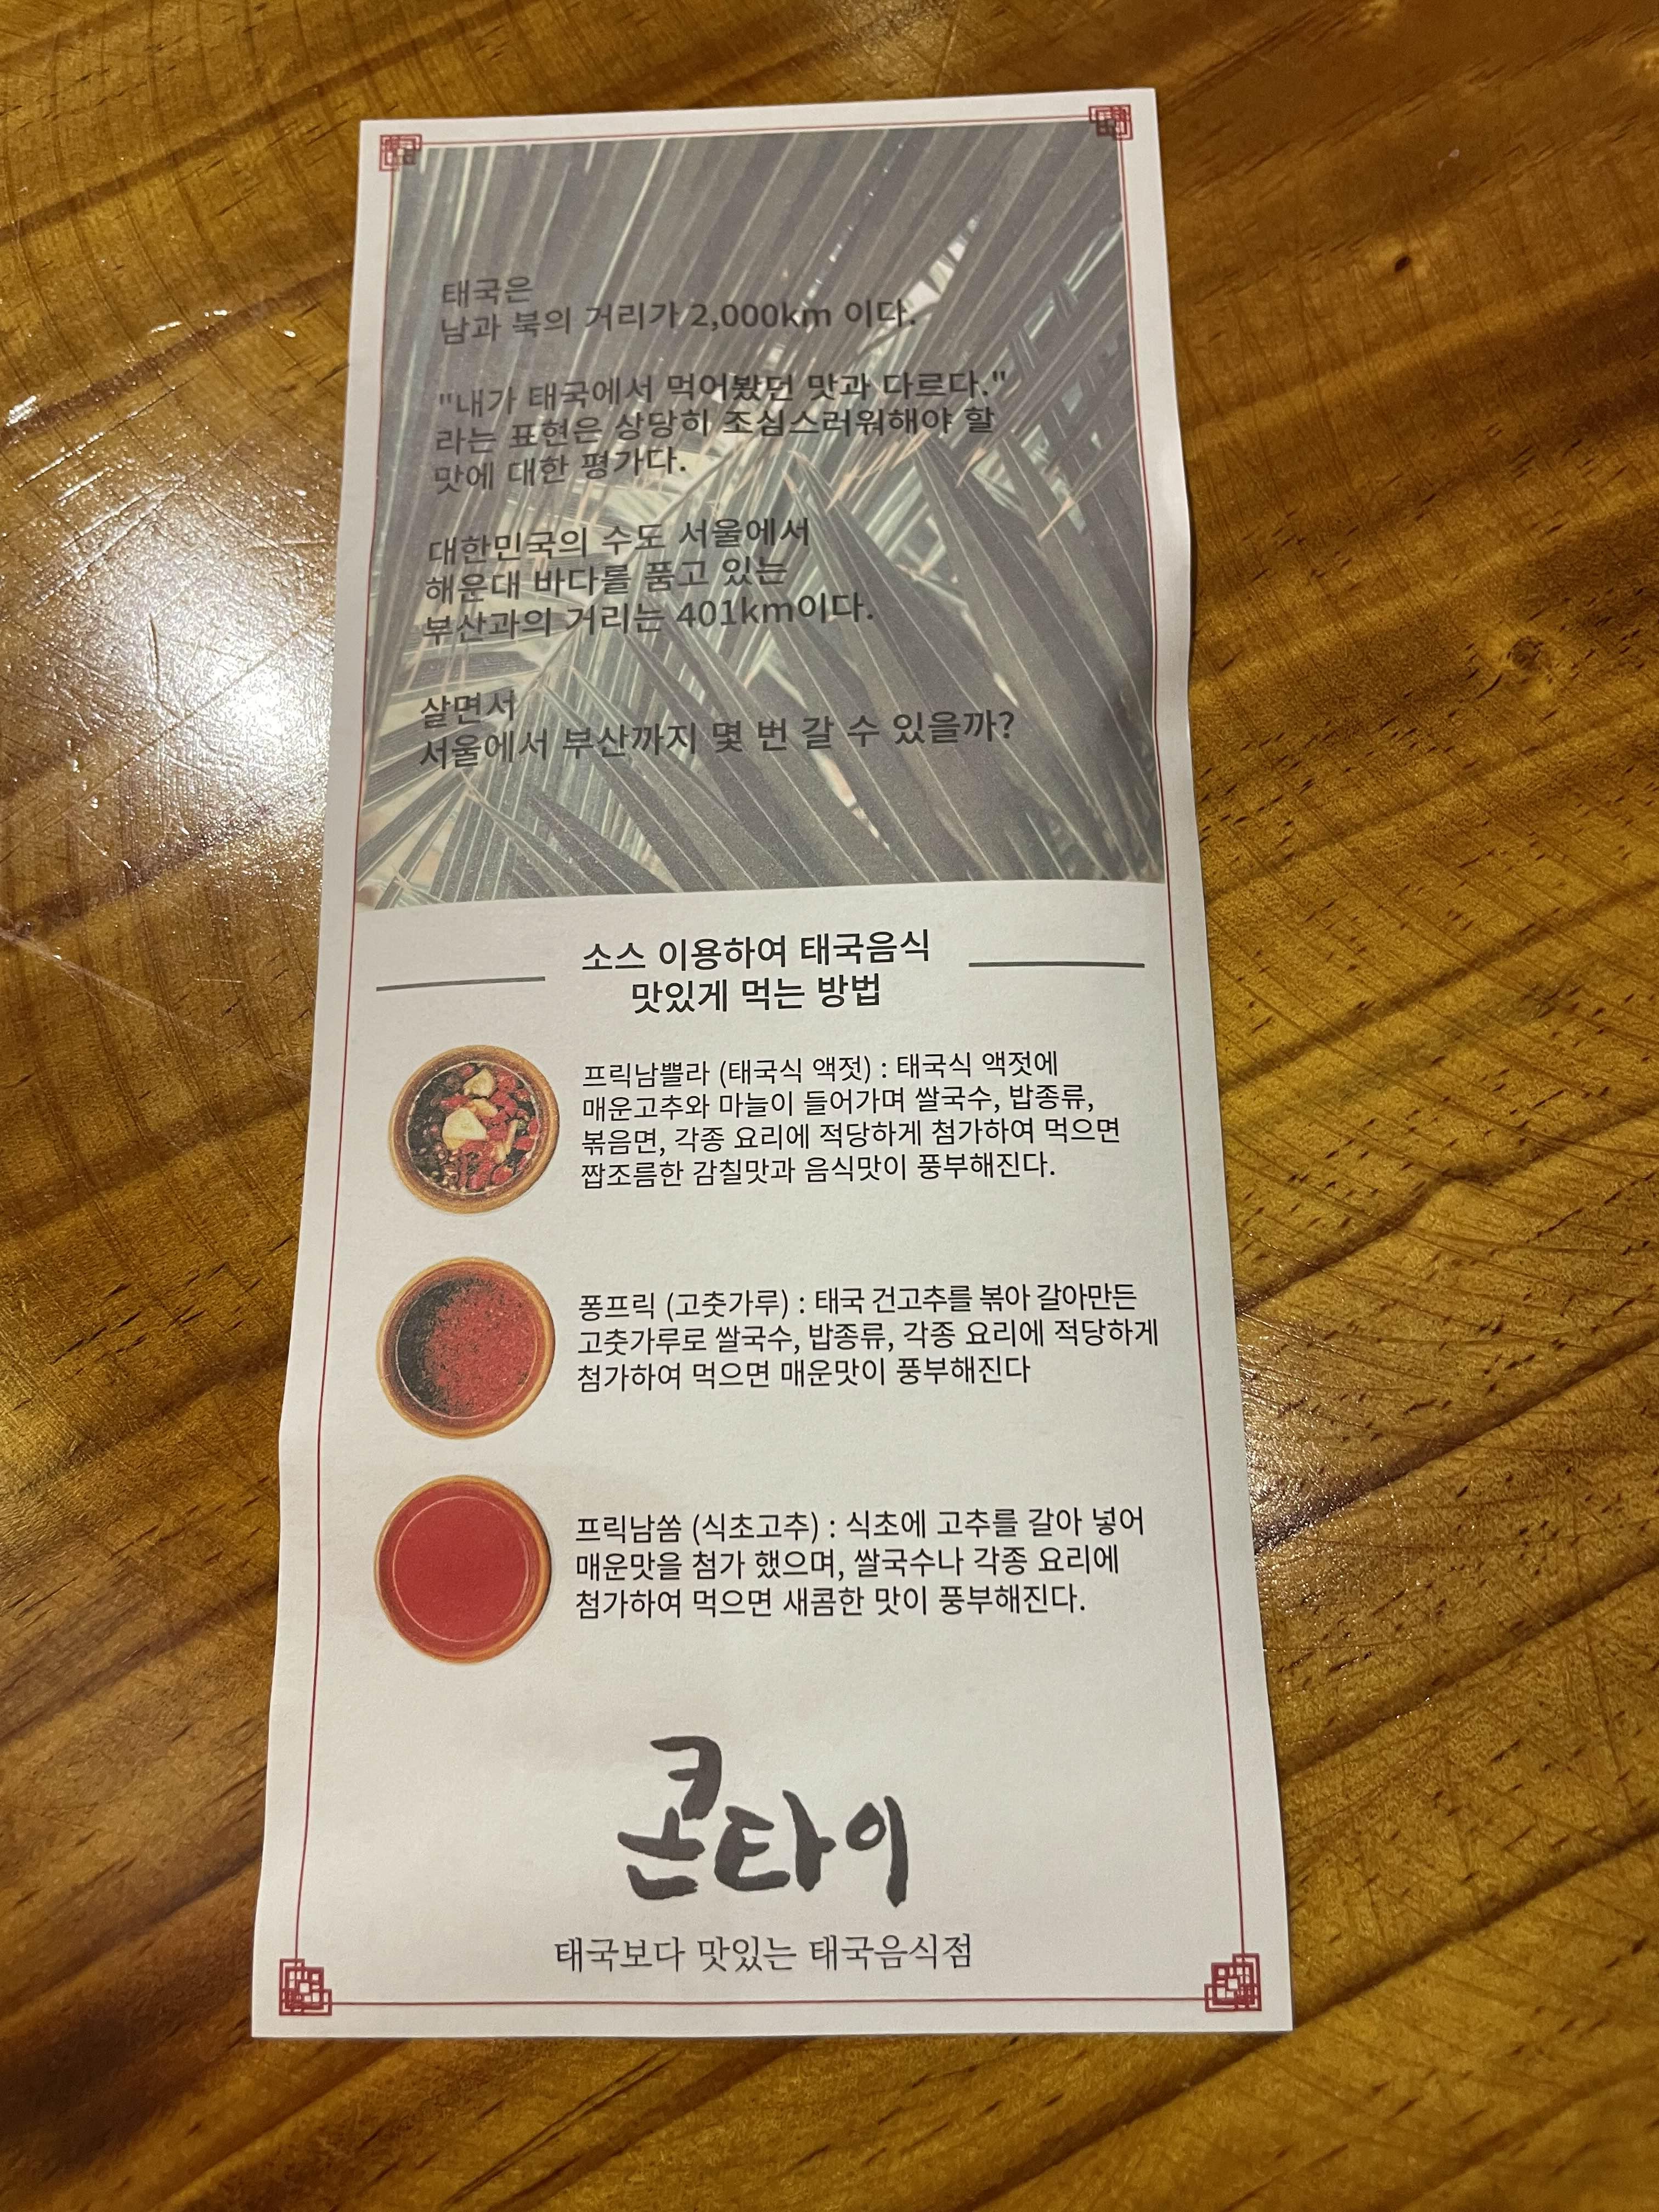 태국은
남과 북의 거리가 2,000km 이다.
"내가 태국에서 먹어봤던 맛과 다르다."
라는 표현은 상당히 조심스러워해야 할
맛에 대한 평가다.
대한민국의 수도 서울에서
해운대 바다를 품고 있는
부산과의 거리는 401km이다.
살면서
서울에서 부산까지 몇 번 갈 수 있을까?
소스 이용하여 태국음식
맛있게 먹는 방법
프릭남쁠라 (태국식 액젓) : 태국식 액젓에
매운고추와 마늘이 들어가며 쌀국수, 밥종류,
볶음면, 각종 요리에 적당하게 첨가하여 먹으면
짭조름한 감칠맛과 음식맛이 풍부해진다.
퐁프릭 (고춧가루) : 태국 건고추를 볶아 갈아만든
고춧가루로 쌀국수, 밥종류, 각종 요리에 적당하게
첨가하여 먹으면 매운맛이 풍부해진다
프릭남쏨 (식초고추) : 식초에 고추를 갈아 넣어
매운맛을 첨가 했으며, 쌀국수나 각종 요리에
첨가하여 먹으면 새콤한 맛이 풍부해진다.
콘타이
태국보다 맛있는 태국음식점